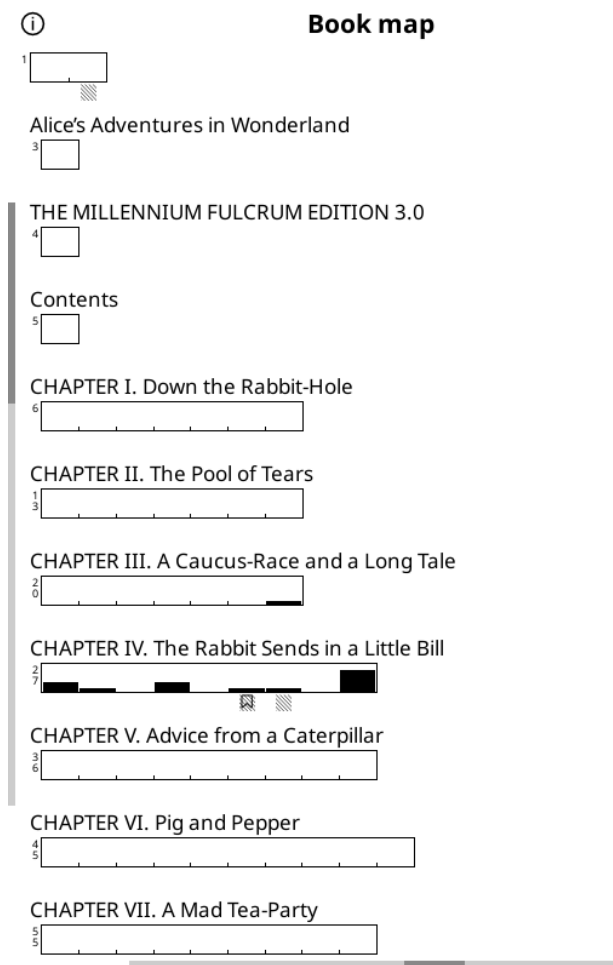 Book map
1
Alice's Adventures in Wonderland
3
THE MILLENNIUM FULCRUM EDITION 3.0
4
Contents
5
CHAPTER I. Down the Rabbit-Hole
6
CHAPTER II. The Pool of Tears
13
CHAPTER III. A Caucus-Race and a Long Tale
20
CHAPTER IV. The Rabbit Sends in a Little Bill
27
CHAPTER V. Advice from a Caterpillar
36
CHAPTER VI. Pig and Pepper
45
CHAPTER VII. A Mad Tea-Party
55